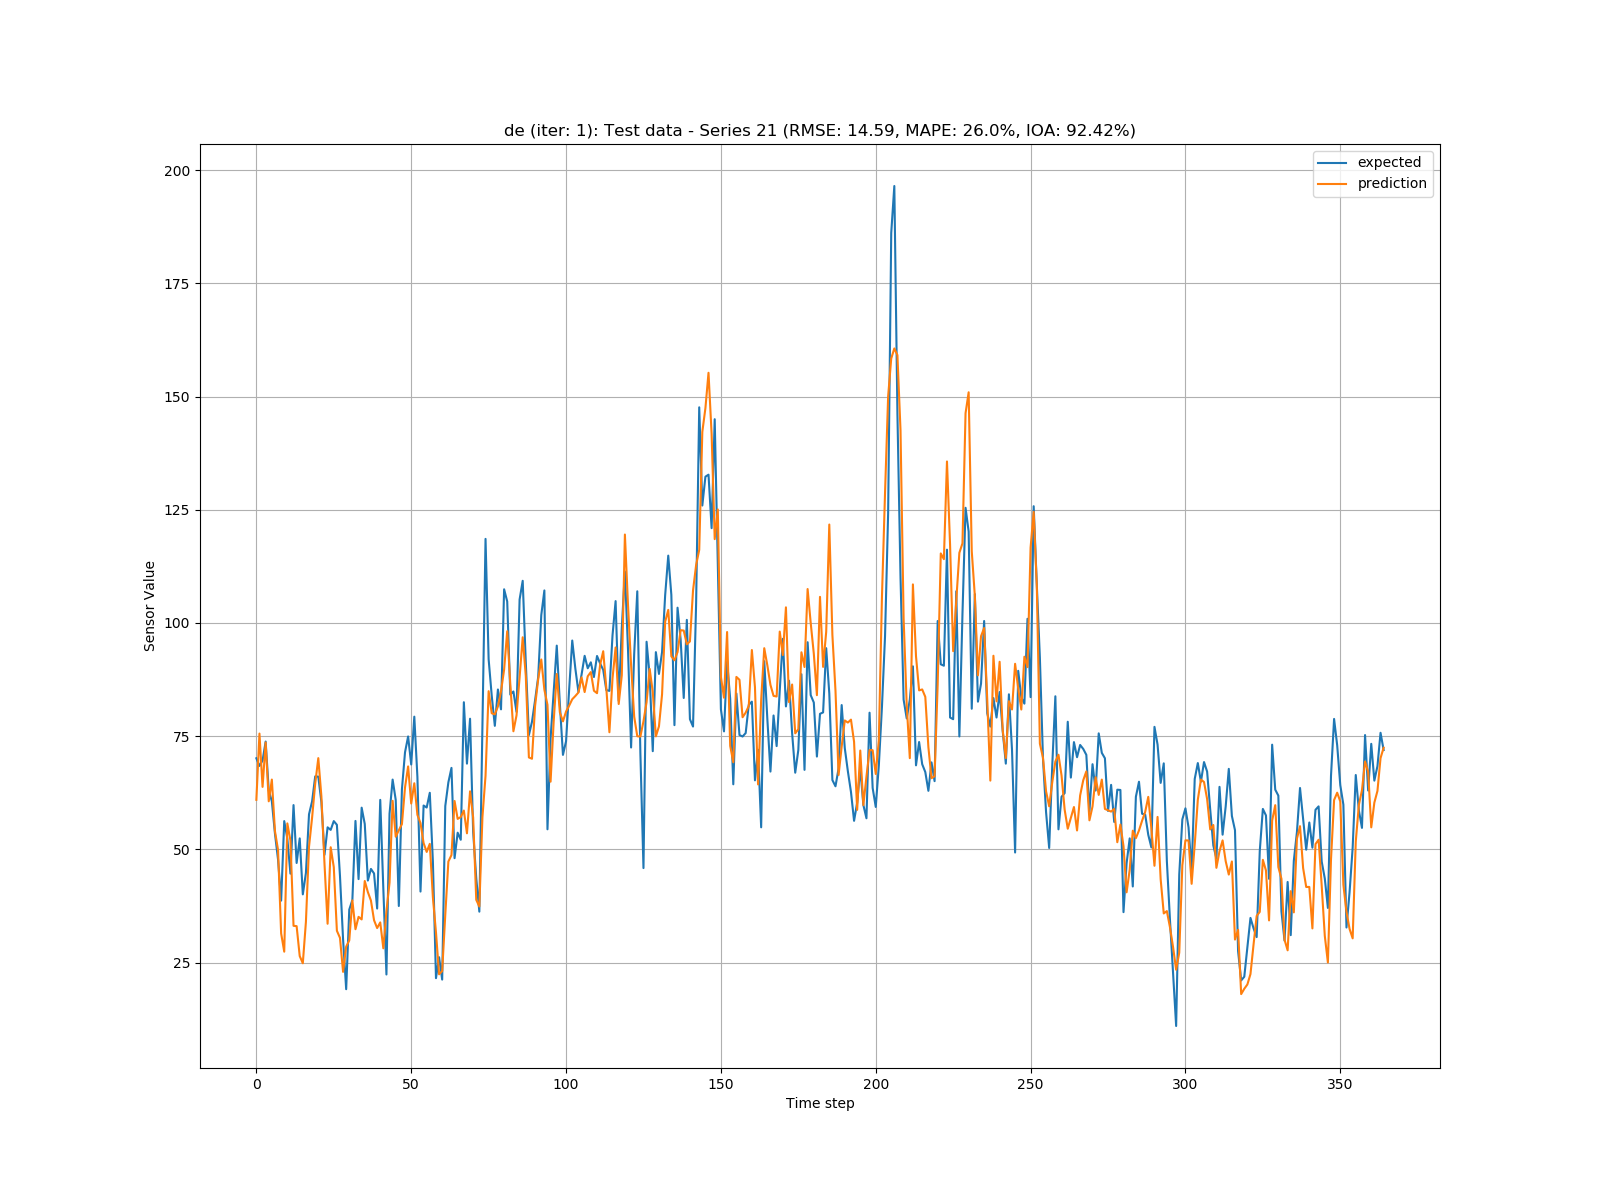 de (iter: 1): Test data - Series 21 (RMSE: 14.59, MAPE: 26.0%, IOA: 92.42%)
expected
prediction
200
175
150
125
100
75
50
25
Sensor Value
0 50 100 150 200 250 300 350
Time step